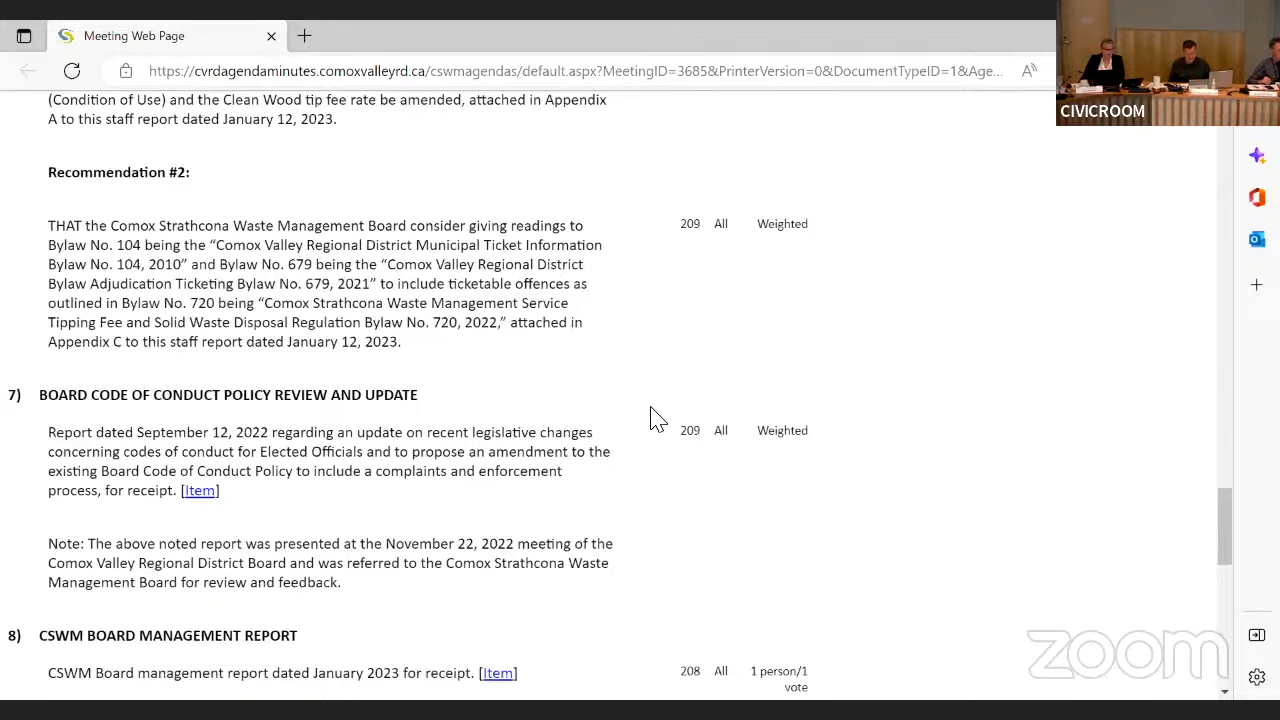 Meeting Web Page
https://cvrdagendaminutes.comoxvalleyrd.ca/cswmagendas/default.aspx?MeetingID=3685&PrinterVersion=0&DocumentTypeID=1&Age...
CIVICROOM
(Condition of Use) and the Clean Wood tip fee rate be amended, attached in Appendix
A to this staff report dated January 12, 2023.
Recommendation #2:
THAT the Comox Strathcona Waste Management Board consider giving readings to 209 All Weighted
Bylaw No. 104 being the “Comox Valley Regional District Municipal Ticket Information
Bylaw No. 104, 2010” and Bylaw No. 679 being the “Comox Valley Regional District
Bylaw Adjudication Ticketing Bylaw No. 679, 2021” to include ticketable offences as
outlined in Bylaw No. 720 being “Comox Strathcona Waste Management Service
Tipping Fee and Solid Waste Disposal Regulation Bylaw No. 720, 2022,” attached in
Appendix C to this staff report dated January 12, 2023.
7) BOARD CODE OF CONDUCT POLICY REVIEW AND UPDATE
Report dated September 12, 2022 regarding an update on recent legislative changes 209 All Weighted
concerning codes of conduct for Elected Officials and to propose an amendment to the
existing Board Code of Conduct Policy to include a complaints and enforcement
process, for receipt. [Item]
Note: The above noted report was presented at the November 22, 2022 meeting of the
Comox Valley Regional District Board and was referred to the Comox Strathcona Waste
Management Board for review and feedback.
8) CSWM BOARD MANAGEMENT REPORT
CSWM Board management report dated January 2023 for receipt. [Item] 208 All 1 person/1
vote
zoom